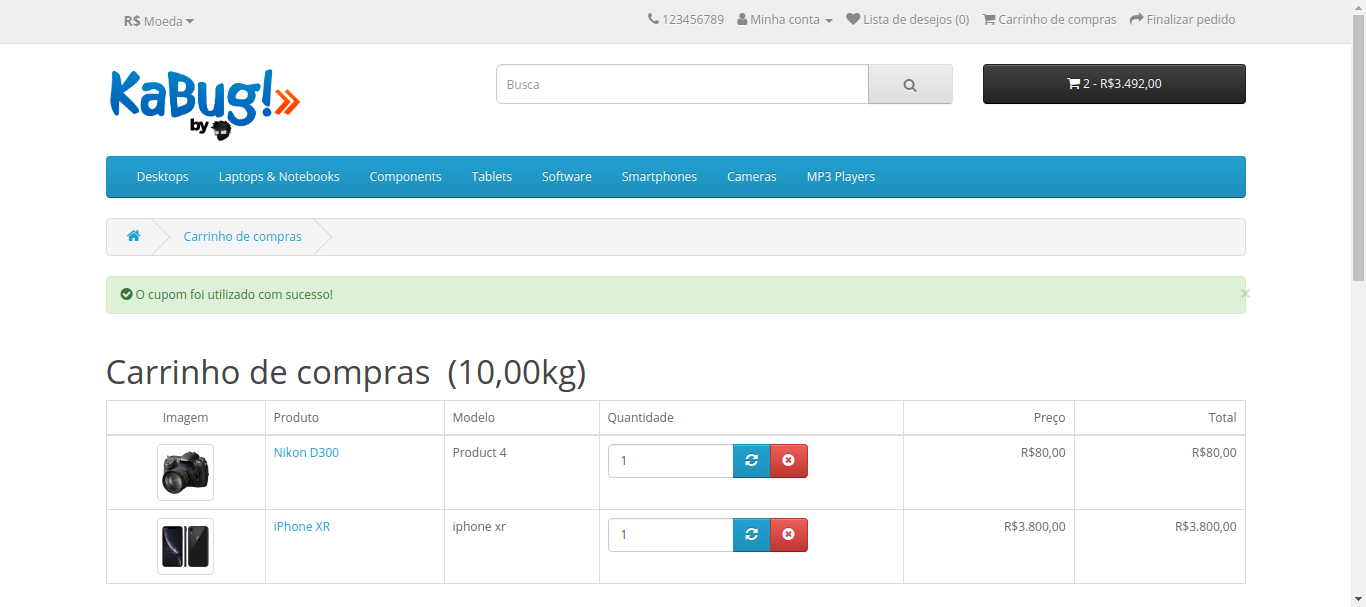 R$ Moeda
123456789 Minha conta Lista de desejos (0) Carrinho de compras Finalizar pedido
KaBug!
by
Busca
2 - R$3.492,00
Desktops Laptops & Notebooks Components Tablets Software Smartphones Cameras MP3 Players
Carrinho de compras
O cupom foi utilizado com sucesso!
×
Carrinho de compras (10,00kg)
Imagem Produto Modelo Quantidade Preço Total
Nikon D300 Product 4 1 R$80,00 R$80,00
iPhone XR iphone xr 1 R$3.800,00 R$3.800,00